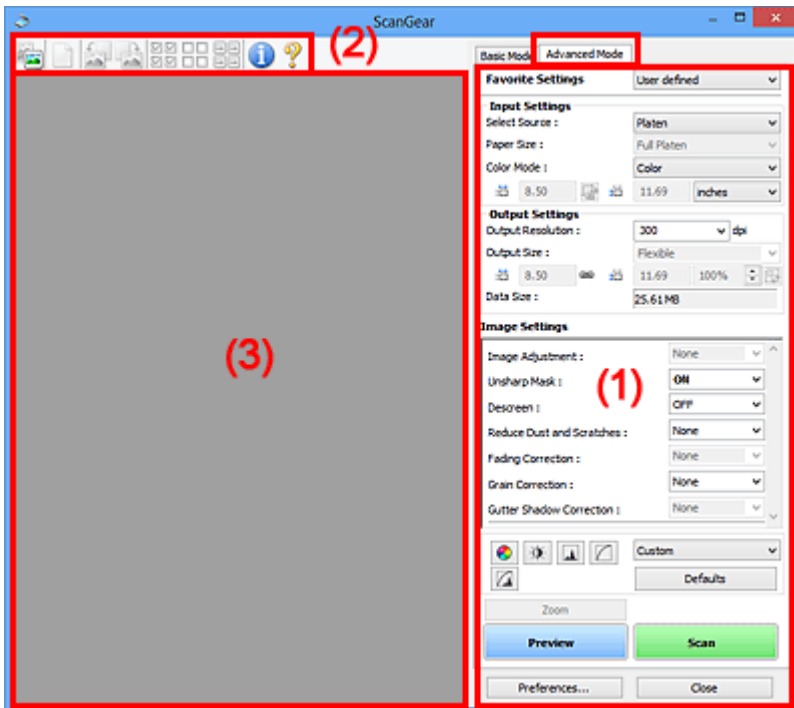 ScanGear
(2)
Basic Mode Advanced Mode
Favorite Settings User defined
Input Settings
Select Source : Platen
Paper Size : Full Platen
Color Mode : Color
8.50 11.69 inches
Output Settings
Output Resolution : 300 dpi
Output Size : Flexible
8.50 11.69 100%
Data Size : 25.61MB
Image Settings
(3)
Image Adjustment : None
(1)
Unsharp Mask : ON
Descreen : OFF
Reduce Dust and Scratches : None
Fading Correction : None
Grain Correction : None
Gutter Shadow Correction : None
Custom
Defaults
Zoom
Preview Scan
Preferences... Close